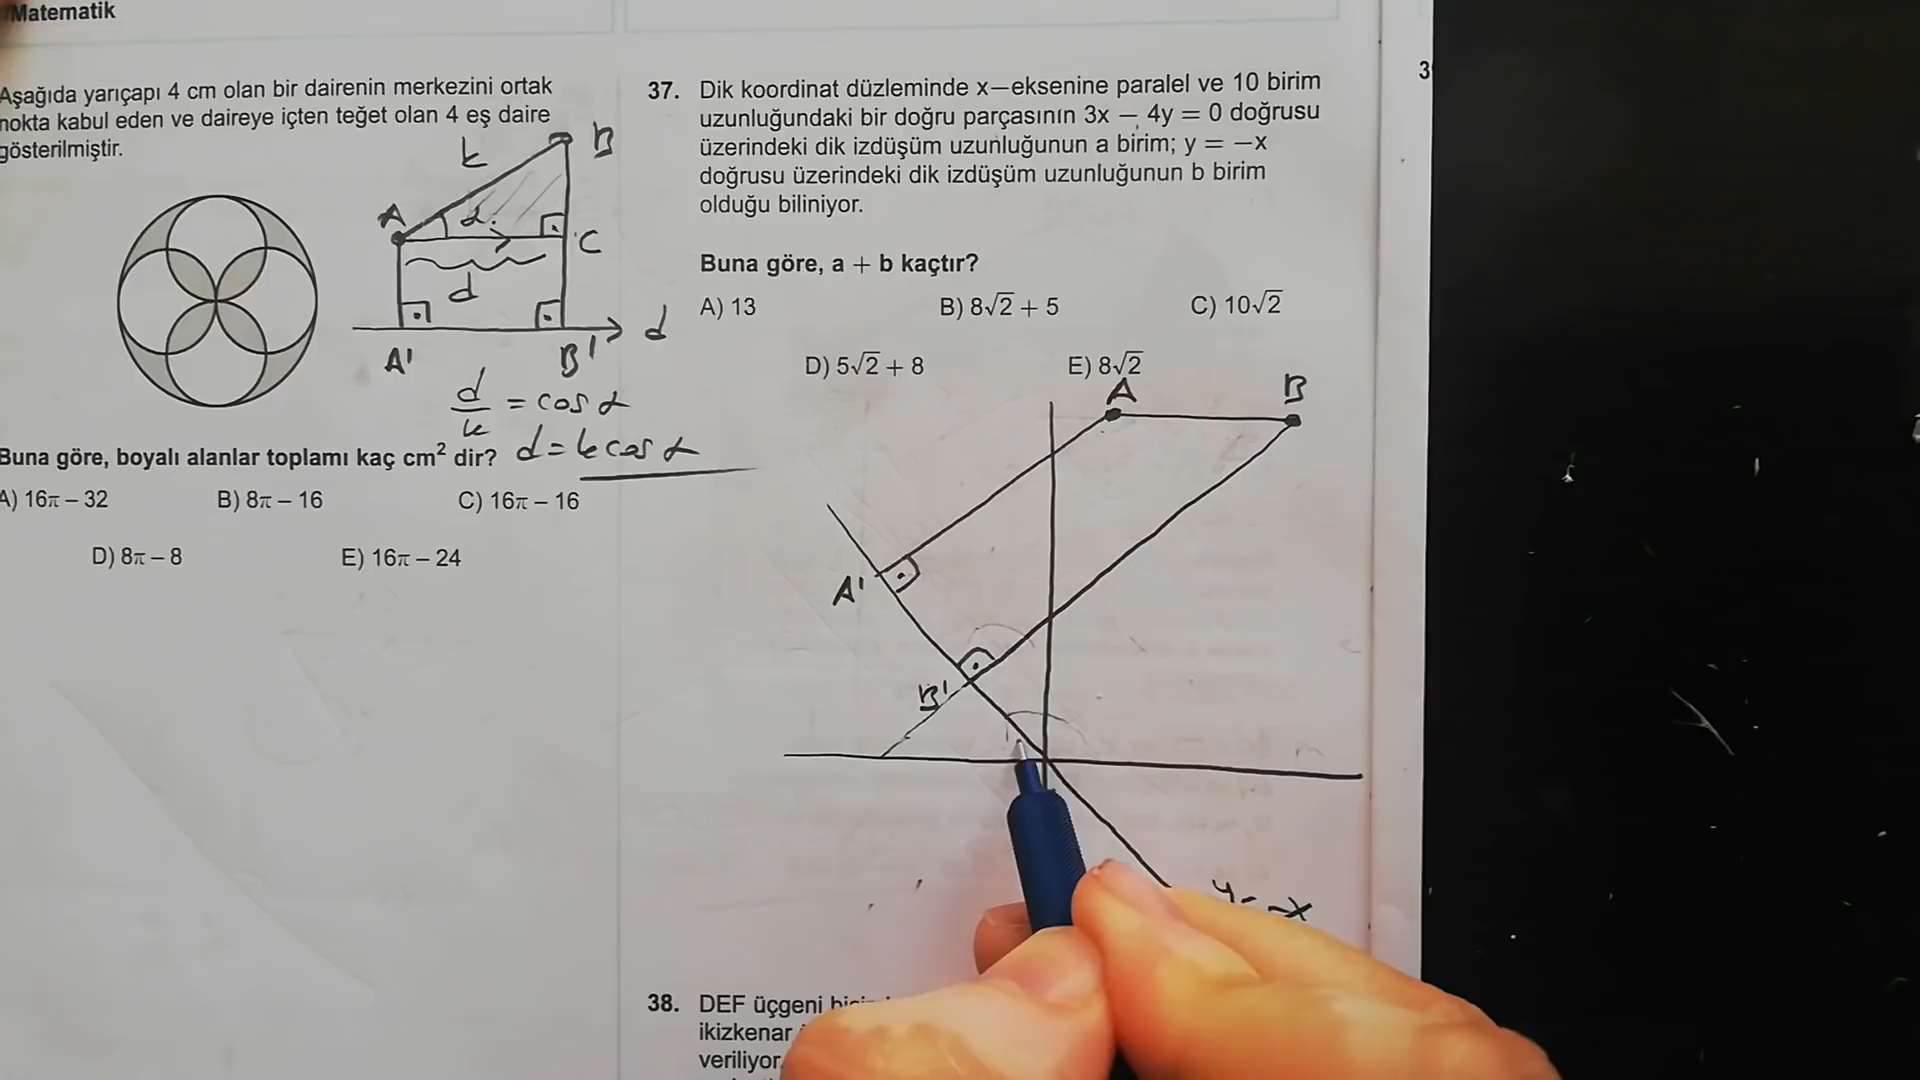 Matematik
Aşağıda yarıçapı 4 cm olan bir dairenin merkezini ortak
nokta kabul eden ve daireye içten teğet olan 4 eş daire
gösterilmiştir.
k
B
A
α
C
d
d
A'
B'
d/k = cos α
d = k cos α
Buna göre, boyalı alanlar toplamı kaç cm² dir?
A) 16π – 32
B) 8π – 16
C) 16π – 16
D) 8π – 8
E) 16π – 24
37. Dik koordinat düzleminde x–eksenine paralel ve 10 birim
uzunluğundaki bir doğru parçasının 3x – 4y = 0 doğrusu
üzerindeki dik izdüşüm uzunluğunun a birim; y = –x
doğrusu üzerindeki dik izdüşüm uzunluğunun b birim
olduğu biliniyor.
Buna göre, a + b kaçtır?
A) 13
B) 8√2 + 5
C) 10√2
D) 5√2 + 8
E) 8√2
A
B
A'
B'
y = -x
38. DEF üçgeni
ikizkenar
veriliyor.
3